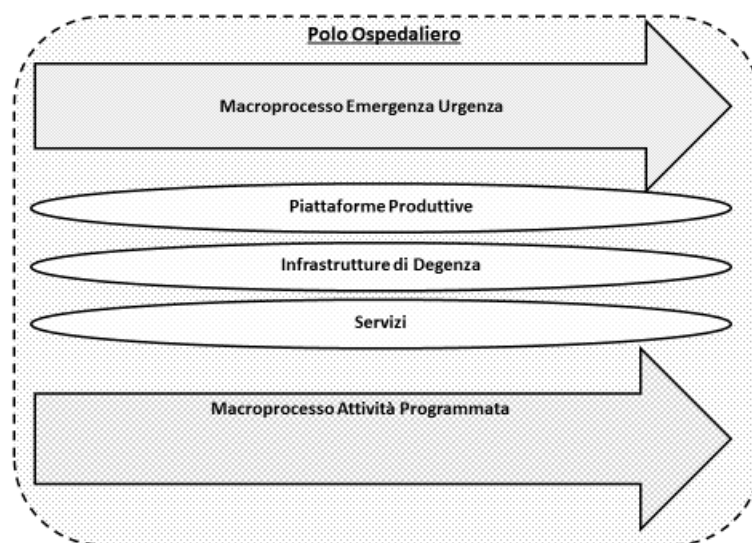 Polo Ospedaliero
Macroprocesso Emergenza Urgenza
Piattaforme Produttive
Infrastrutture di Degenza
Servizi
Macroprocesso Attività Programmata